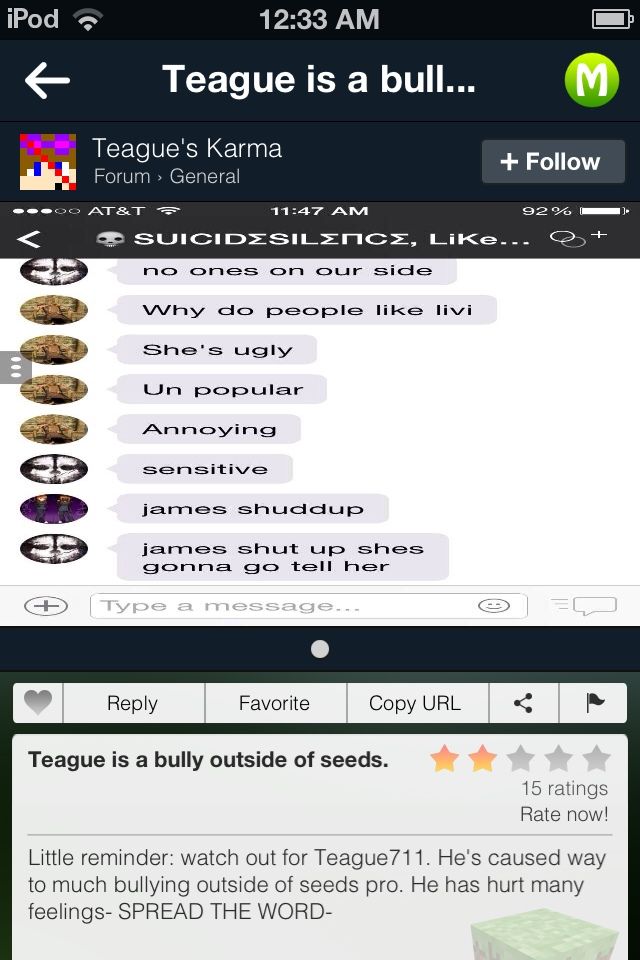 iPod 12:33 AM
Teague is a bull...
M
Teague's Karma
Forum › General
+ Follow
●●●○○ AT&T 11:47 AM 92%
💀 SUICIDΣSILΣΠCΣ, LiKe...
no ones on our side
Why do people like livi
She's ugly
Un popular
Annoying
sensitive
james shuddup
james shut up shes
gonna go tell her
Type a message...
Reply Favorite Copy URL
Teague is a bully outside of seeds.
15 ratings
Rate now!
Little reminder: watch out for Teague711. He's caused way
to much bullying outside of seeds pro. He has hurt many
feelings- SPREAD THE WORD-